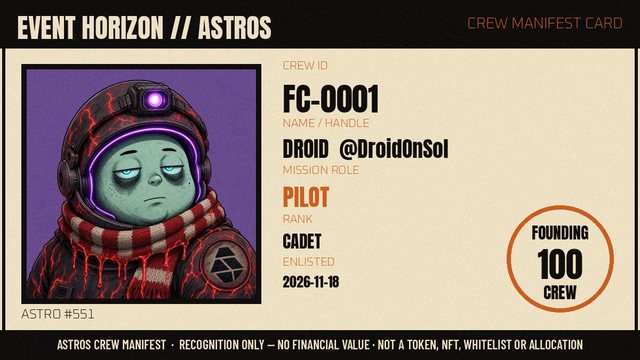 EVENT HORIZON // ASTROS
CREW MANIFEST CARD
CREW ID
FC-0001
NAME / HANDLE
DROID @DroidOnSol
MISSION ROLE
PILOT
RANK
CADET
ENLISTED
2026-11-18
FOUNDING
100
CREW
ASTRO #551
ASTROS CREW MANIFEST · RECOGNITION ONLY — NO FINANCIAL VALUE · NOT A TOKEN, NFT, WHITELIST OR ALLOCATION